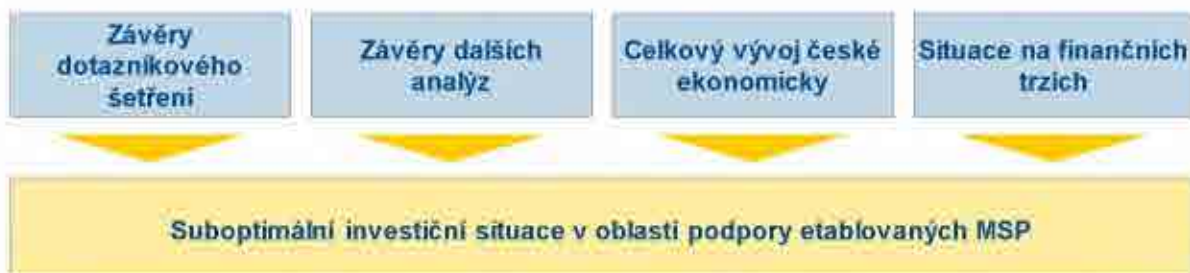 Závěry
dotazníkového
šetření
Závěry dalších
analýz
Celkový vývoj české
ekonomicky
Situace na finančních
trzích
Suboptimální investiční situace v oblasti podpory etablovaných MSP